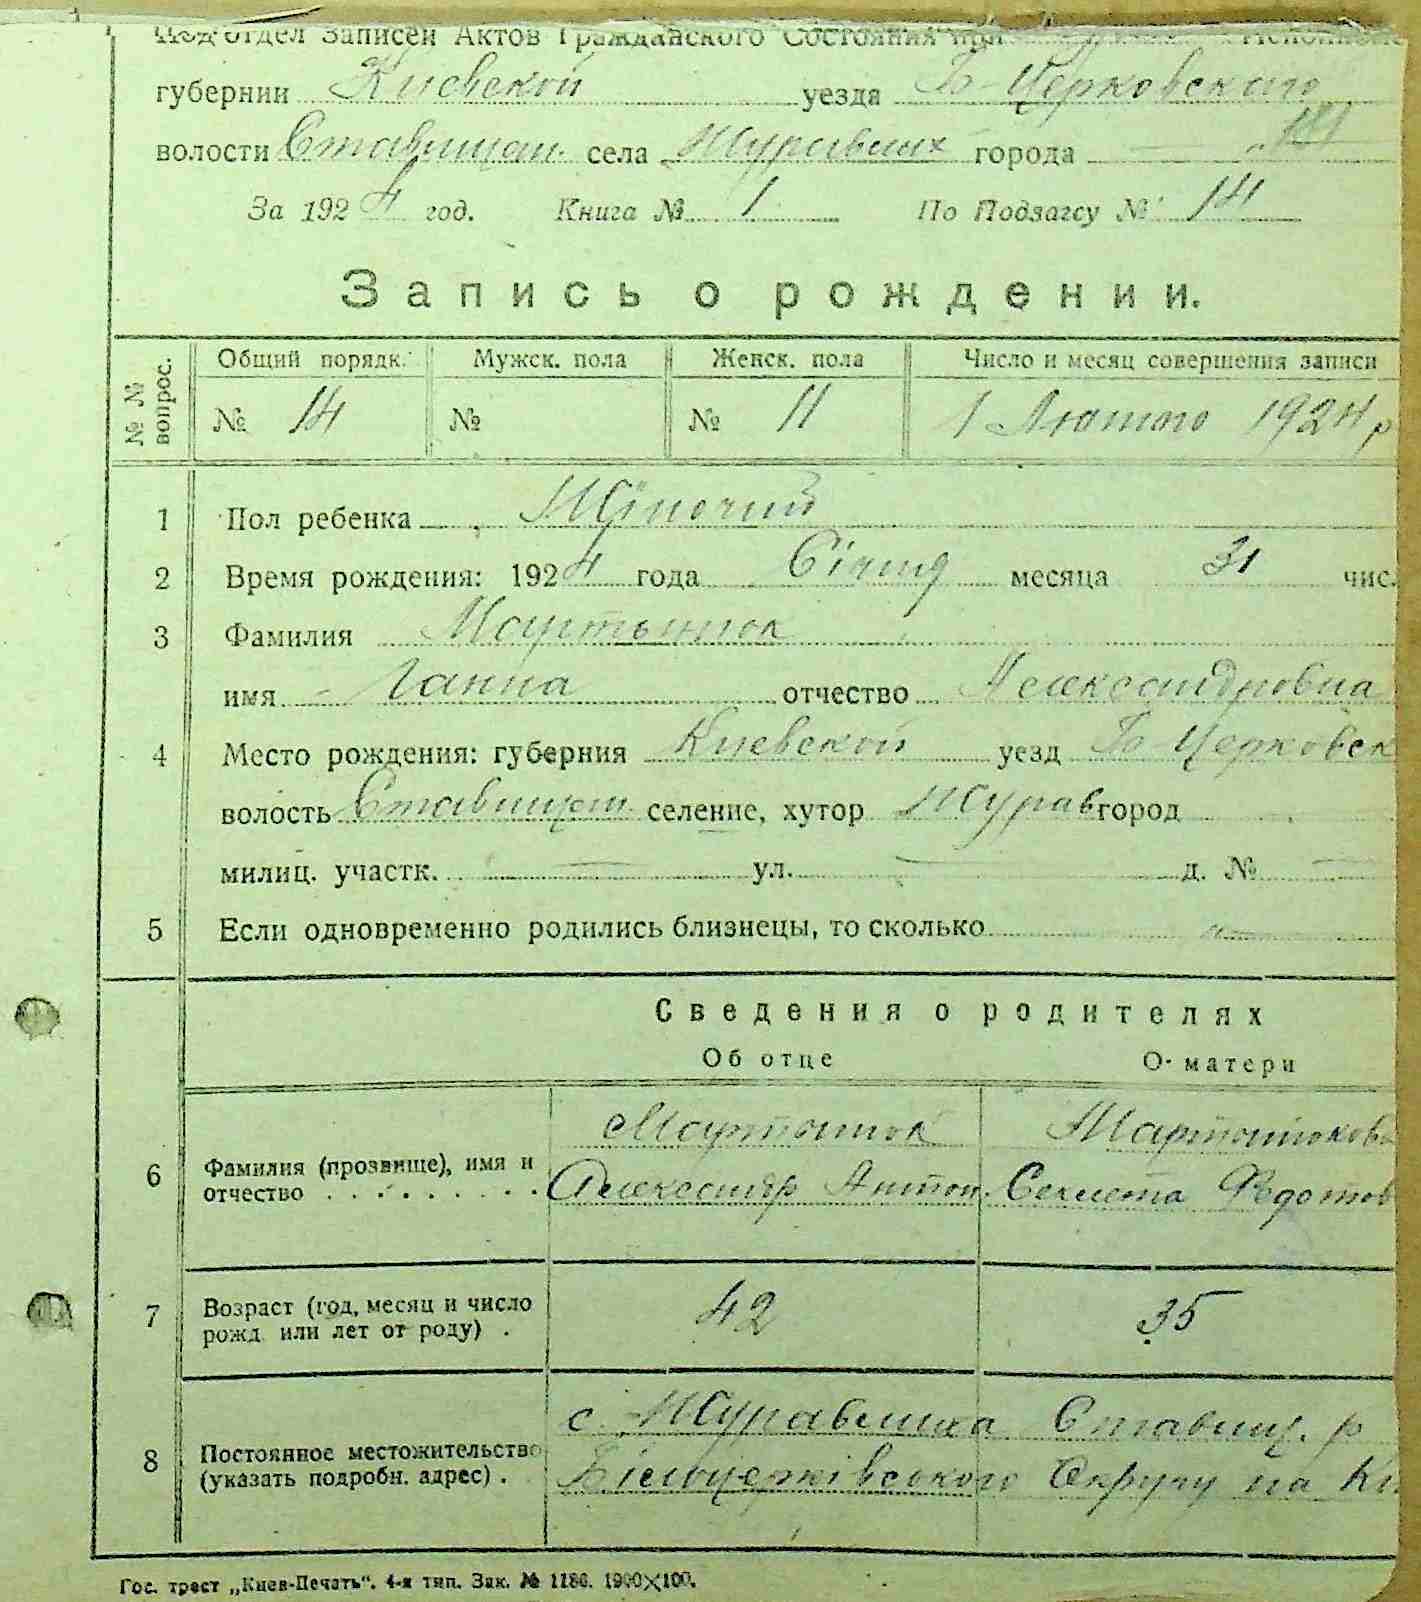 Подотдел Записей Актов Гражданского Состояния при
губернии Киевской уезда Б-Церковского
волости Ставищан. села Журавлих города
За 1924 год. Книга № 1 По Подзагсу № 14
Запись о рождении.
№ № вопрос. Общий порядк. Мужск. пола Женск. пола Число и месяц совершения записи
№ 14 № № 11 1 Лютого 1924 р
1 Пол ребенка Жіночий
2 Время рождения: 1924 года Січня месяца 31 чис.
3 Фамилия Мартынюк
имя Ганна отчество Александровна
4 Место рождения: губерния Киевской уезд Б-Церковск
волость Ставищан. селение, хутор Журав город
милиц. участк. — ул. — д. № —
5 Если одновременно родились близнецы, то сколько
Сведения о родителях
Об отце О матери
6 Фамилия (прозвище), имя и отчество . . . . . . . . .
Мартынюк Мартынюкова
Александр Антон. Секлета Федотов
7 Возраст (год, месяц и число рожд. или лет от роду) . 42 35
8 Постоянное местожительство (указать подробн. адрес) .
с. Журавлиха Ставищ. р
Білоцерківського Округу на Ки
Гос. трест „Киев-Печать“. 4-я тип. Зак. № 1186. 1900×100.